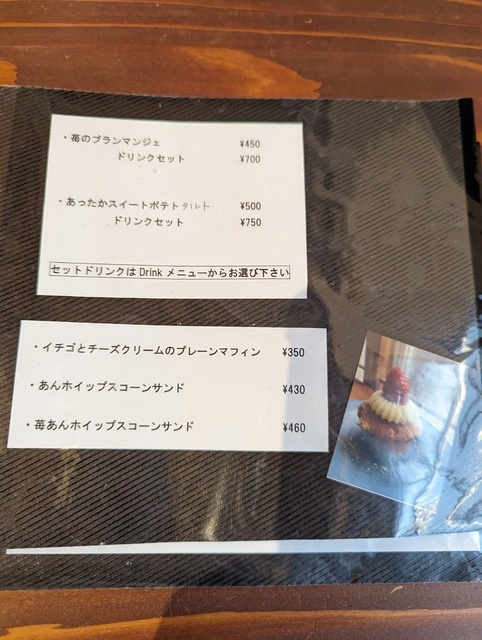 ・苺のブランマンジェ ¥450
ドリンクセット ¥700
・あったかスイートポテトタルト ¥500
ドリンクセット ¥750
セットドリンクは Drink メニューからお選び下さい
・イチゴとチーズクリームのプレーンマフィン ¥350
・あんホイップスコーンサンド ¥430
・苺あんホイップスコーンサンド ¥460